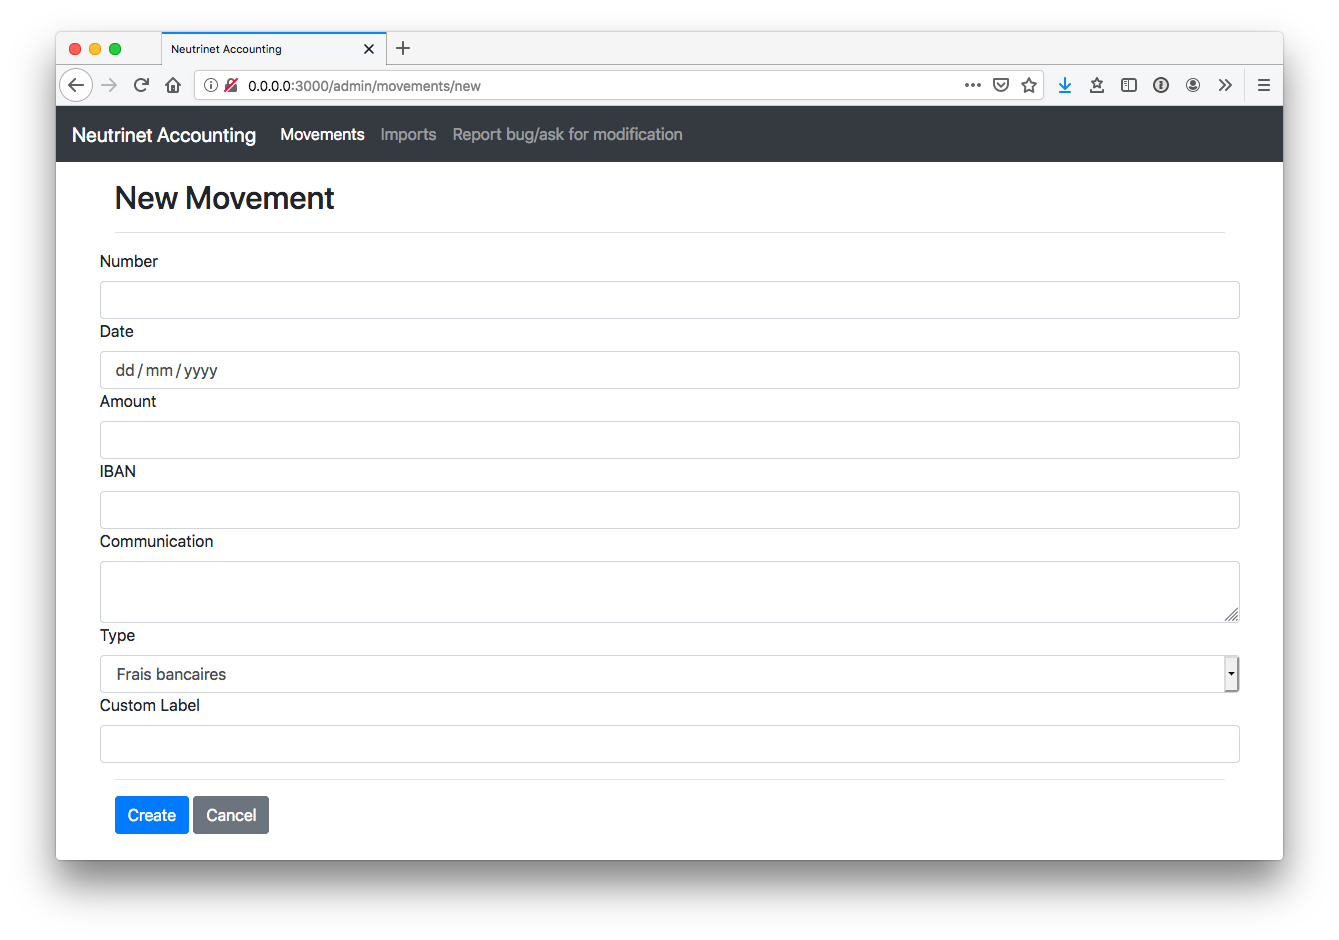 Neutrinet Accounting
0.0.0.0:3000/admin/movements/new
Neutrinet Accounting Movements Imports Report bug/ask for modification
New Movement
Number
Date
dd/mm/yyyy
Amount
IBAN
Communication
Type
Frais bancaires
Custom Label
Create Cancel